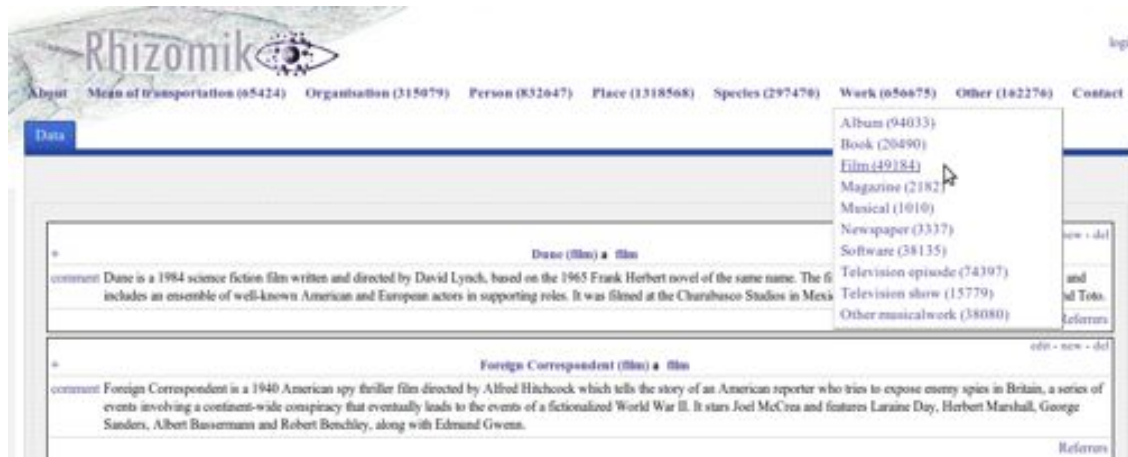 Rhizomik
logi
About Mean of transportation (65424) Organisation (315079) Person (832647) Place (1318568) Species (297470) Work (656675) Other (162276) Contact
Data
Album (94033)
Book (20490)
Film (49184)
Magazine (2182)
Musical (1010)
Newspaper (3337)
Software (38135)
Television episode (74397)
Television show (15779)
Other musicalwork (38080)
new - del
+ Dune (film) a film
comment Dune is a 1984 science fiction film written and directed by David Lynch, based on the 1965 Frank Herbert novel of the same name. The fi and
includes an ensemble of well-known American and European actors in supporting roles. It was filmed at the Churubusco Studios in Mexi nd Toto.
Referrers
edit - new - del
+ Foreign Correspondent (film) a film
comment Foreign Correspondent is a 1940 American spy thriller film directed by Alfred Hitchcock which tells the story of an American reporter who tries to expose enemy spies in Britain, a series of
events involving a continent-wide conspiracy that eventually leads to the events of a fictionalized World War II. It stars Joel McCrea and features Laraine Day, Herbert Marshall, George
Sanders, Albert Bassermann and Robert Benchley, along with Edmund Gwenn.
Referrers